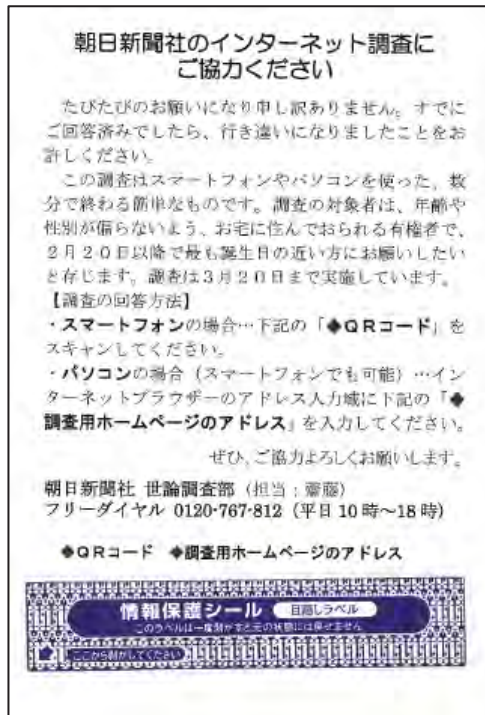 朝日新聞社のインターネット調査に
ご協力ください
たびたびのお願いになり申し訳ありません。すでに
ご回答済みでしたら、行き違いになりましたことをお
許しください。
この調査はスマートフォンやパソコンを使った、数
分で終わる簡単なものです。調査の対象者は、年齢や
性別が偏らないよう、お宅に住んでおられる有権者で、
2月20日以降で最も誕生日の近い方にお願いしたい
と存じます。調査は3月20日まで実施しています。
【調査の回答方法】
・スマートフォンの場合…下記の「◆QRコード」を
スキャンしてください。
・パソコンの場合（スマートフォンでも可能）…イン
ターネットブラウザーのアドレス入力域に下記の「◆
調査用ホームページのアドレス」を入力してください。
ぜひ、ご協力よろしくお願いします。
朝日新聞社 世論調査部（担当：齋藤）
フリーダイヤル 0120-767-812（平日10時～18時）
◆QRコード ◆調査用ホームページのアドレス
情報保護シール 目隠しラベル
このラベルは一度剝がすと元の状態には戻せません
ここから剝がしてください